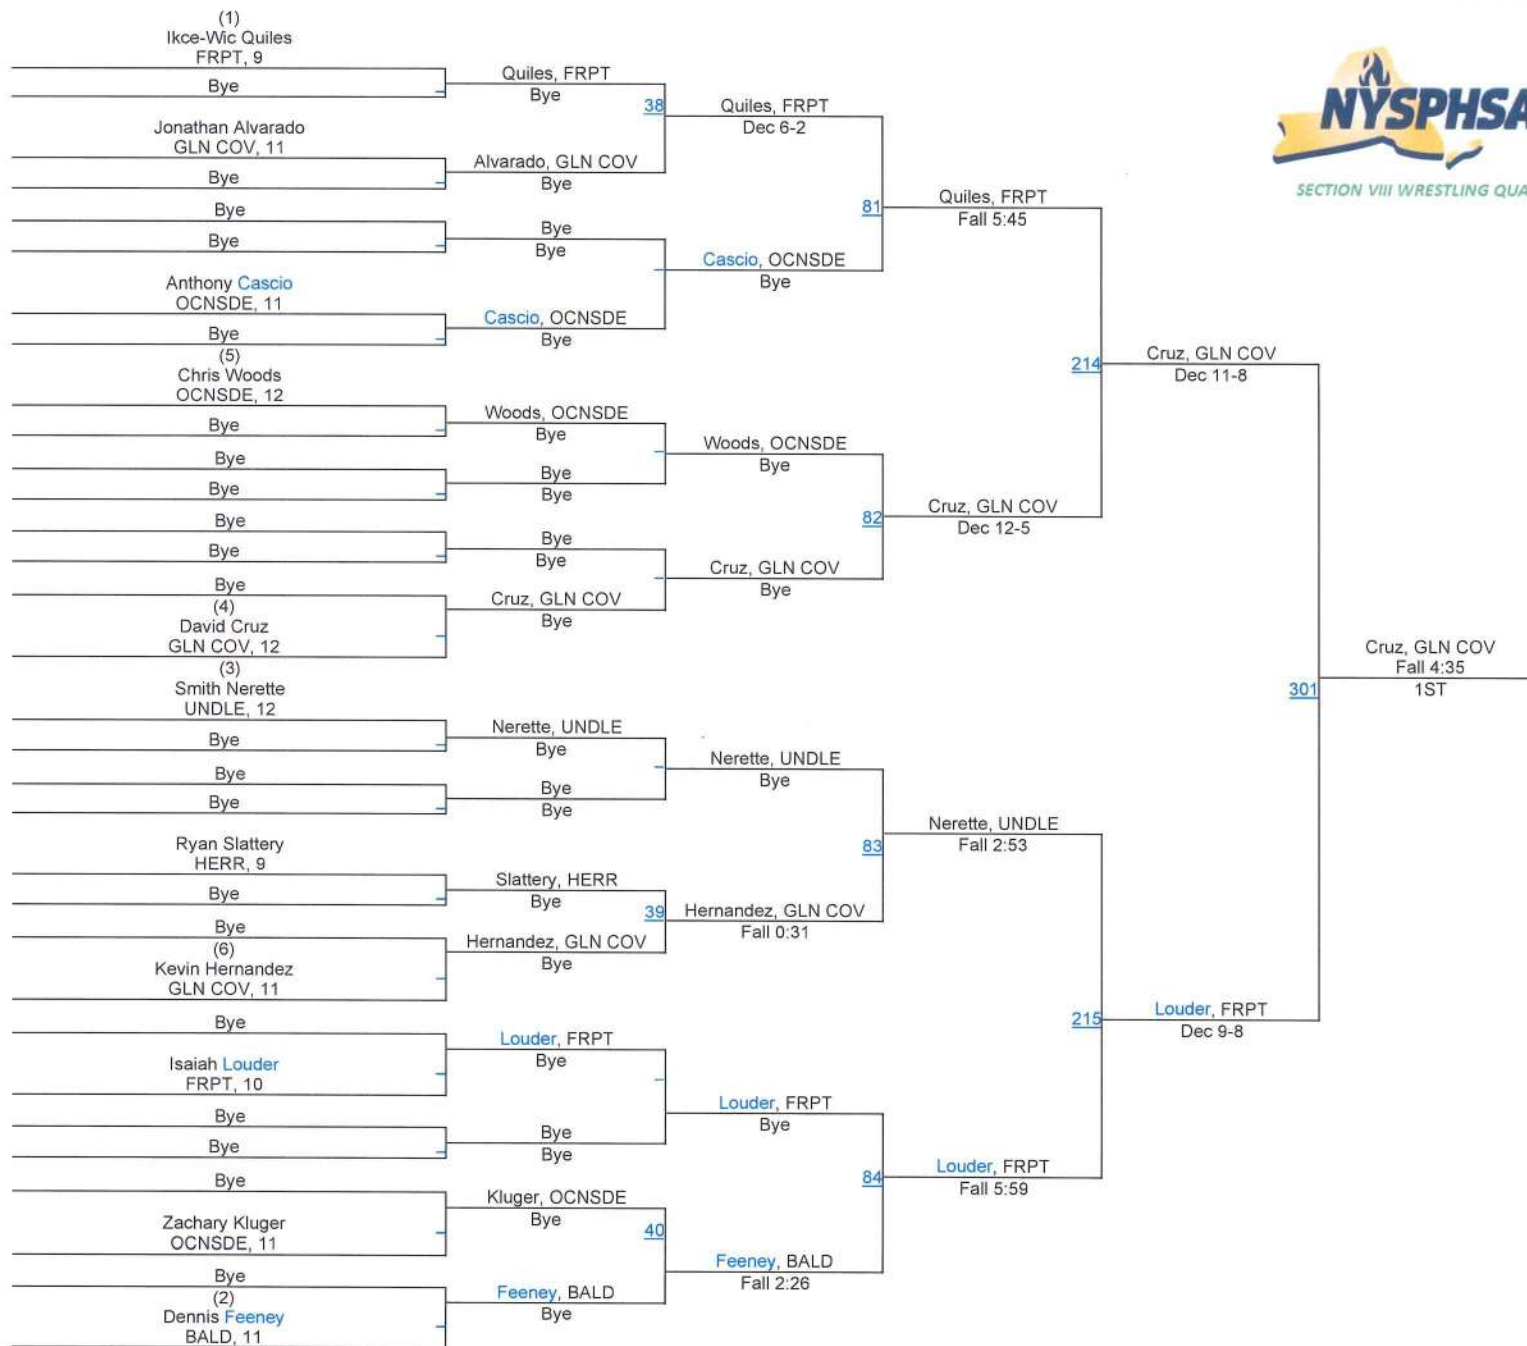 (1)
Ikce-Wic Quiles
FRPT, 9
Bye
Jonathan Alvarado
GLN COV, 11
Bye
Bye
Bye
Anthony Cascio
OCNSDE, 11
Bye
(5)
Chris Woods
OCNSDE, 12
Bye
Bye
Bye
Bye
Bye
Bye
(4)
David Cruz
GLN COV, 12
(3)
Smith Nerette
UNDLE, 12
Bye
Bye
Bye
Ryan Slattery
HERR, 9
Bye
Bye
(6)
Kevin Hernandez
GLN COV, 11
Bye
Isaiah Louder
FRPT, 10
Bye
Bye
Bye
Zachary Kluger
OCNSDE, 11
Bye
(2)
Dennis Feeney
BALD, 11
Quiles, FRPT
Bye
38
Alvarado, GLN COV
Bye
Bye
Bye
Cascio, OCNSDE
Bye
Woods, OCNSDE
Bye
Bye
Bye
Bye
Bye
Cruz, GLN COV
Bye
Nerette, UNDLE
Bye
Bye
Bye
Slattery, HERR
Bye
39
Hernandez, GLN COV
Bye
Louder, FRPT
Bye
Bye
Bye
Kluger, OCNSDE
Bye
40
Feeney, BALD
Bye
Quiles, FRPT
Dec 6-2
81
Cascio, OCNSDE
Bye
Woods, OCNSDE
Bye
82
Cruz, GLN COV
Bye
Nerette, UNDLE
Bye
83
Hernandez, GLN COV
Fall 0:31
Louder, FRPT
Bye
84
Feeney, BALD
Fall 2:26
Quiles, FRPT
Fall 5:45
214
Cruz, GLN COV
Dec 12-5
Nerette, UNDLE
Fall 2:53
215
Louder, FRPT
Fall 5:59
Cruz, GLN COV
Dec 11-8
301
Louder, FRPT
Dec 9-8
Cruz, GLN COV
Fall 4:35
1ST
NYSPHSA
SECTION VIII WRESTLING QUA